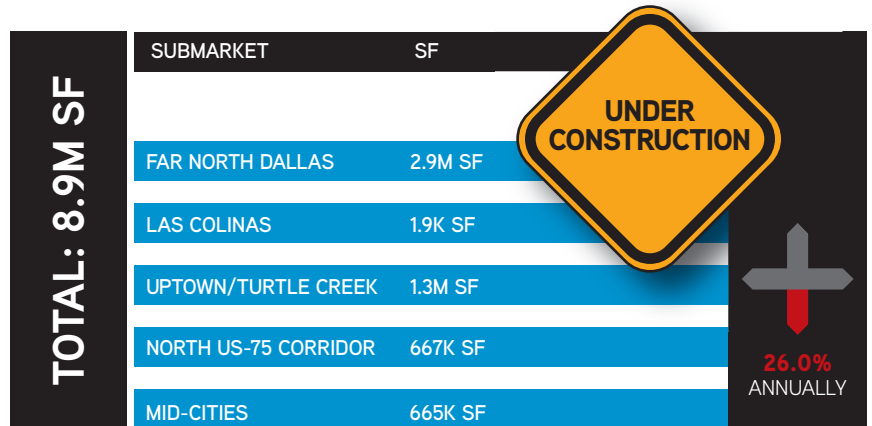 TOTAL: 8.9M SF
SUBMARKET SF
UNDER
CONSTRUCTION
FAR NORTH DALLAS 2.9M SF
LAS COLINAS 1.9K SF
UPTOWN/TURTLE CREEK 1.3M SF
NORTH US-75 CORRIDOR 667K SF
MID-CITIES 665K SF
26.0%
ANNUALLY